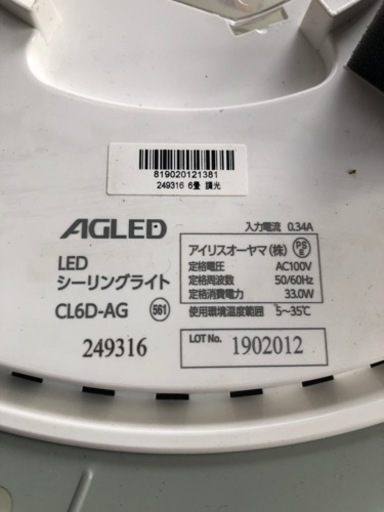 819020121381
249316 6畳 調光
AGLED
入力電流 0.34A
LED
シーリングライト
CL6D-AG 561
249316
アイリスオーヤマ(株) PSE
定格電圧 AC100V
定格周波数 50/60Hz
定格消費電力 33.0W
使用環境温度範囲 5~35℃
LOT No. 1902012